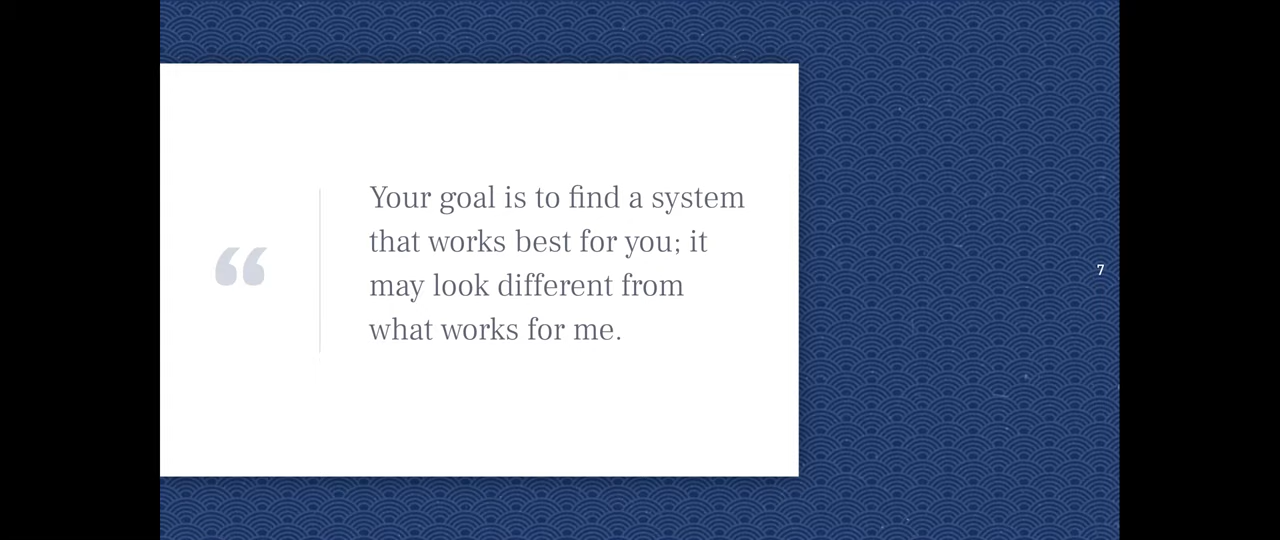 “
Your goal is to find a system
that works best for you; it
may look different from
what works for me.
7